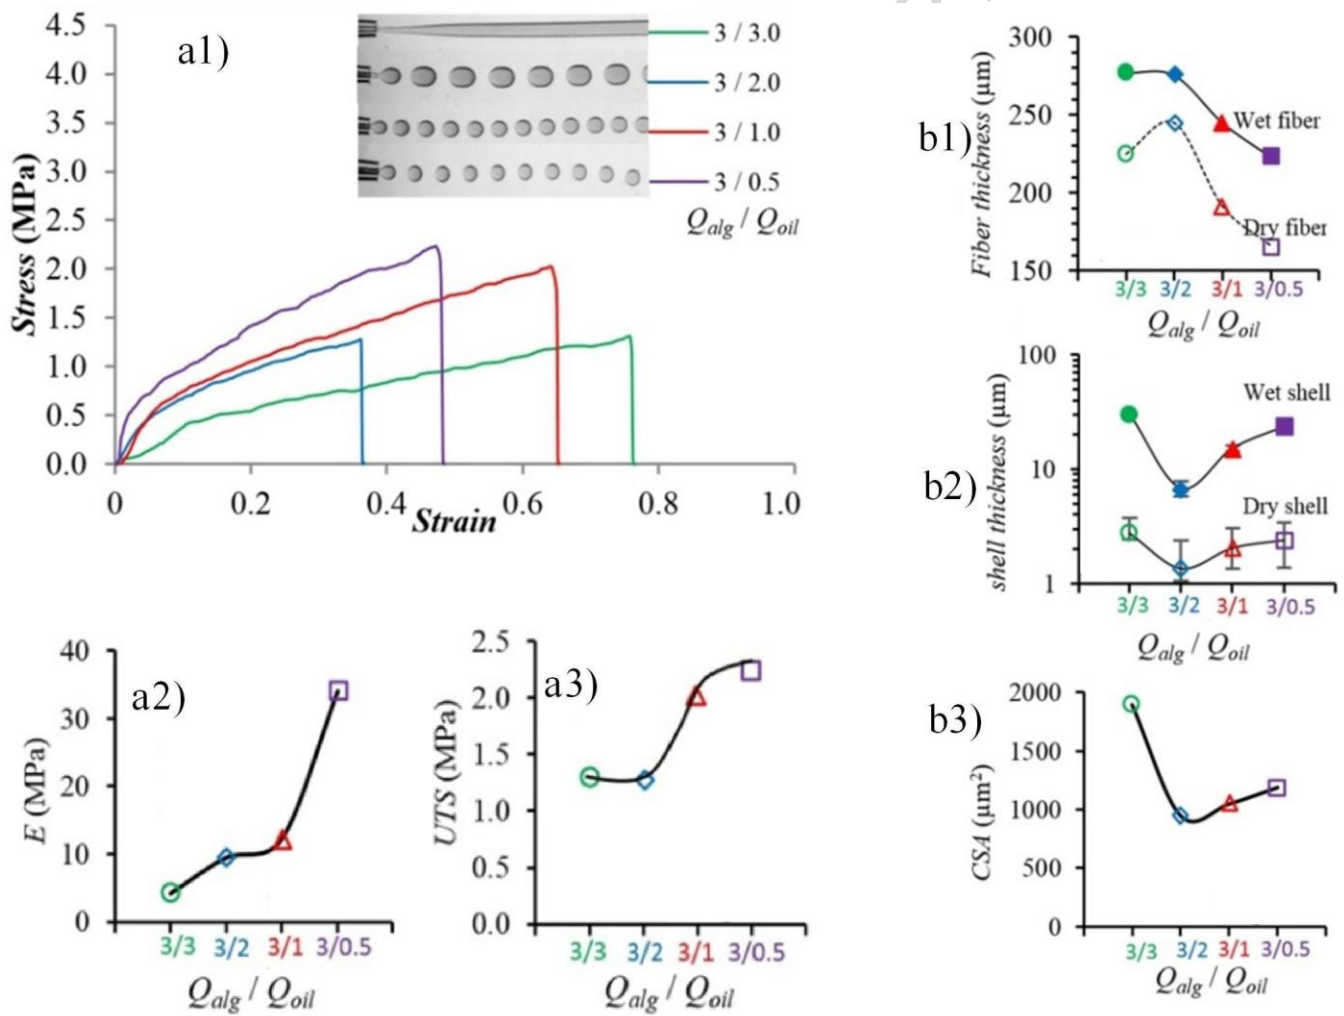 a1)
4.5
4.0
3.5
3.0
2.5
2.0
1.5
1.0
0.5
0.0
Stress (MPa)
0 0.2 0.4 0.6 0.8 1.0
Strain
3 / 3.0
3 / 2.0
3 / 1.0
3 / 0.5
Qalg / Qoil
a2)
40
30
20
10
0
E (MPa)
3/3 3/2 3/1 3/0.5
Qalg / Qoil
a3)
2.5
2.0
1.5
1.0
0.5
0.0
UTS (MPa)
3/3 3/2 3/1 3/0.5
Qalg / Qoil
b1)
300
250
200
150
Fiber thickness (μm)
Wet fiber
Dry fiber
3/3 3/2 3/1 3/0.5
Qalg / Qoil
b2)
100
10
1
shell thickness (μm)
Wet shell
Dry shell
3/3 3/2 3/1 3/0.5
Qalg / Qoil
b3)
2000
1500
1000
500
0
CSA (μm²)
3/3 3/2 3/1 3/0.5
Qalg / Qoil